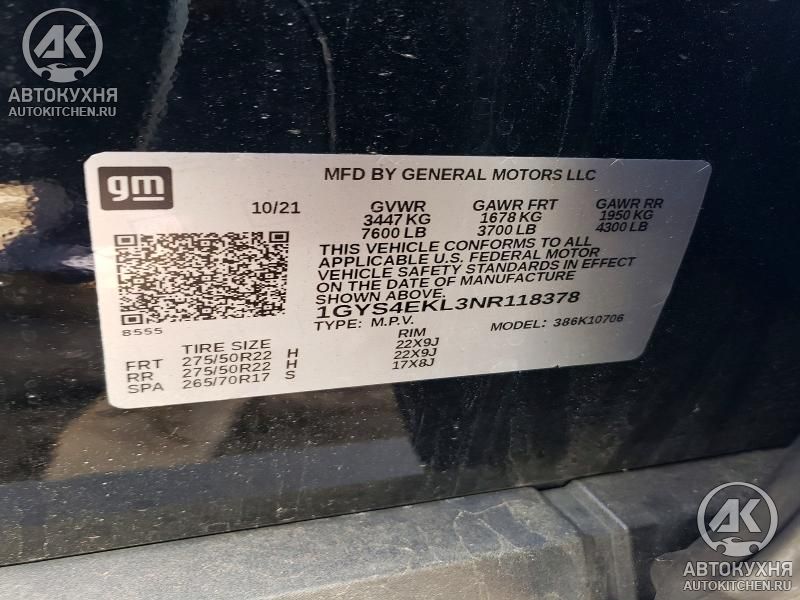 AK
АВТОКУХНЯ
AUTOKITCHEN.RU
gm
MFD BY GENERAL MOTORS LLC
10/21
GVWR GAWR FRT GAWR RR
3447 KG 1678 KG 1950 KG
7600 LB 3700 LB 4300 LB
THIS VEHICLE CONFORMS TO ALL
APPLICABLE U.S. FEDERAL MOTOR
VEHICLE SAFETY STANDARDS IN EFFECT
ON THE DATE OF MANUFACTURE
SHOWN ABOVE.
1GYS4EKL3NR118378
8555
TYPE: M.P.V. MODEL: 386K10706
TIRE SIZE RIM
FRT 275/50R22 H 22X9J
RR 275/50R22 H 22X9J
SPA 265/70R17 S 17X8J
AK
АВТОКУХНЯ
AUTOKITCHEN.RU